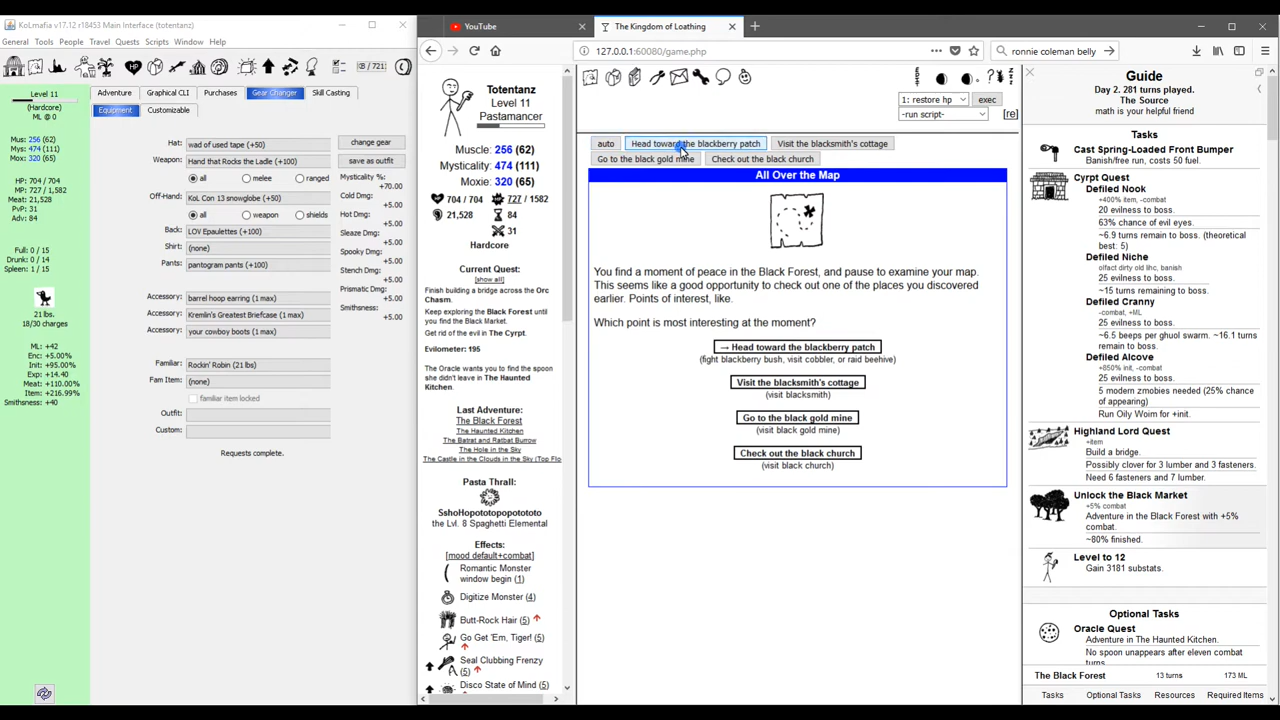 KoLmafia v17.12 r18453 Main Interface (totentanz)
General Tools People Travel Quests Scripts Window Help
Level 11
(Hardcore)
ML @ 0
Mus: 256 (62)
Mys: 474 (111)
Mox: 320 (65)
HP: 704 / 704
MP: 727 / 1,582
Meat: 21,528
PVP: 31
Adv: 84
Full: 0 / 15
Drunk: 0 / 14
Spleen: 1 / 15
21 lbs.
18/30 charges
ML: +42
Enc: +5.00%
Init: +95.00%
Exp: +14.40
Meat: +110.00%
Item: +216.99%
Smithsness: +40
Adventure
Graphical CLI
Purchases
Gear Changer
Skill Casting
Equipment
Customizable
Hat: wad of used tape (+50)
Weapon: Hand that Rocks the Ladle (+100)
all melee ranged
Off-Hand: KoL Con 13 snowglobe (+50)
all weapon shields
Back: LOV Epaulettes (+100)
Shirt: (none)
Pants: pantogram pants (+100)
Accessory: barrel hoop earring (1 max)
Accessory: Kremlin's Greatest Briefcase (1 max)
Accessory: your cowboy boots (1 max)
Familiar: Rockin' Robin (21 lbs)
Fam Item: (none)
familiar item locked
Outfit:
Custom:
Requests complete.
change gear
save as outfit
Mysticality %:
+70.00
Cold Dmg:
+5.00
Hot Dmg:
+5.00
Sleaze Dmg:
+5.00
Spooky Dmg:
+5.00
Stench Dmg:
+5.00
Prismatic Dmg:
+5.00
Smithsness:
+5.00
YouTube
The Kingdom of Loathing
127.0.0.1:60080/game.php
ronnie coleman belly
Totentanz
Level 11
Pastamancer
Muscle: 256 (62)
Mysticality: 474 (111)
Moxie: 320 (65)
704 / 704
727 / 1582
21,528
84
31
Hardcore
Current Quest:
[show all]
Finish building a bridge across the Orc
Chasm.
Keep exploring the Black Forest until
you find the Black Market.
Get rid of the evil in The Cyrpt.
Evilometer: 195
The Oracle wants you to find the spoon
she didn't leave in The Haunted
Kitchen.
Last Adventure:
The Black Forest
The Haunted Kitchen
The Batrat and Ratbat Burrow
The Hole in the Sky
The Castle in the Clouds in the Sky (Top Flo
Pasta Thrall:
SshoHopototopopotototo
the Lvl. 8 Spaghetti Elemental
Effects:
[mood default+combat]
Romantic Monster
window begin (1)
Digitize Monster (4)
Butt-Rock Hair (5)
Go Get 'Em, Tiger! (5)
Seal Clubbing Frenzy
(5)
Disco State of Mind (5)
1: restore hp
exec
-run script-
[re]
auto
Head toward the blackberry patch
Visit the blacksmith's cottage
Go to the black gold mine
Check out the black church
All Over the Map
You find a moment of peace in the Black Forest, and pause to examine your map.
This seems like a good opportunity to check out one of the places you discovered
earlier. Points of interest, like.
Which point is most interesting at the moment?
→ Head toward the blackberry patch
(fight blackberry bush, visit cobbler, or raid beehive)
Visit the blacksmith's cottage
(visit blacksmith)
Go to the black gold mine
(visit black gold mine)
Check out the black church
(visit black church)
Guide
Day 2. 281 turns played.
The Source
math is your helpful friend
Tasks
Cast Spring-Loaded Front Bumper
Banish/free run, costs 50 fuel.
Cyrpt Quest
Defiled Nook
+400% item, -combat
20 evilness to boss.
63% chance of evil eyes.
~6.9 turns remain to boss. (theoretical
best: 5)
Defiled Niche
olfact dirty old lihc, banish
25 evilness to boss.
~15 turns remaining to boss.
Defiled Cranny
-combat, +ML
25 evilness to boss.
~6.5 beeps per ghuol swarm. ~16.1 turns
remain to boss.
Defiled Alcove
+850% init, -combat
25 evilness to boss.
5 modern zmobies needed (25% chance
of appearing)
Run Oily Woim for +init.
Highland Lord Quest
+item
Build a bridge.
Possibly clover for 3 lumber and 3 fasteners.
Need 6 fasteners and 7 lumber.
Unlock the Black Market
+5% combat
Adventure in the Black Forest with +5%
combat.
~80% finished.
Level to 12
Gain 3181 substats.
Optional Tasks
Oracle Quest
Adventure in The Haunted Kitchen.
No spoon unappears after eleven combat
turns.
The Black Forest 13 turns 173 ML
Tasks Optional Tasks Resources Required Items